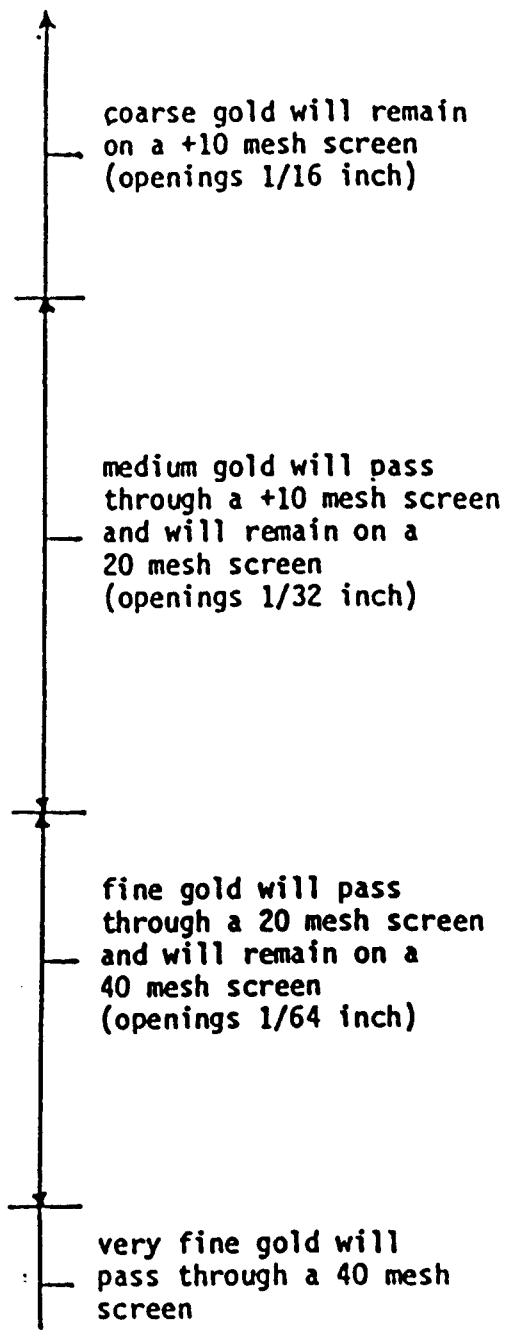 coarse gold will remain
on a +10 mesh screen
(openings 1/16 inch)
medium gold will pass
through a +10 mesh screen
and will remain on a
20 mesh screen
(openings 1/32 inch)
fine gold will pass
through a 20 mesh screen
and will remain on a
40 mesh screen
(openings 1/64 inch)
very fine gold will
pass through a 40 mesh
screen